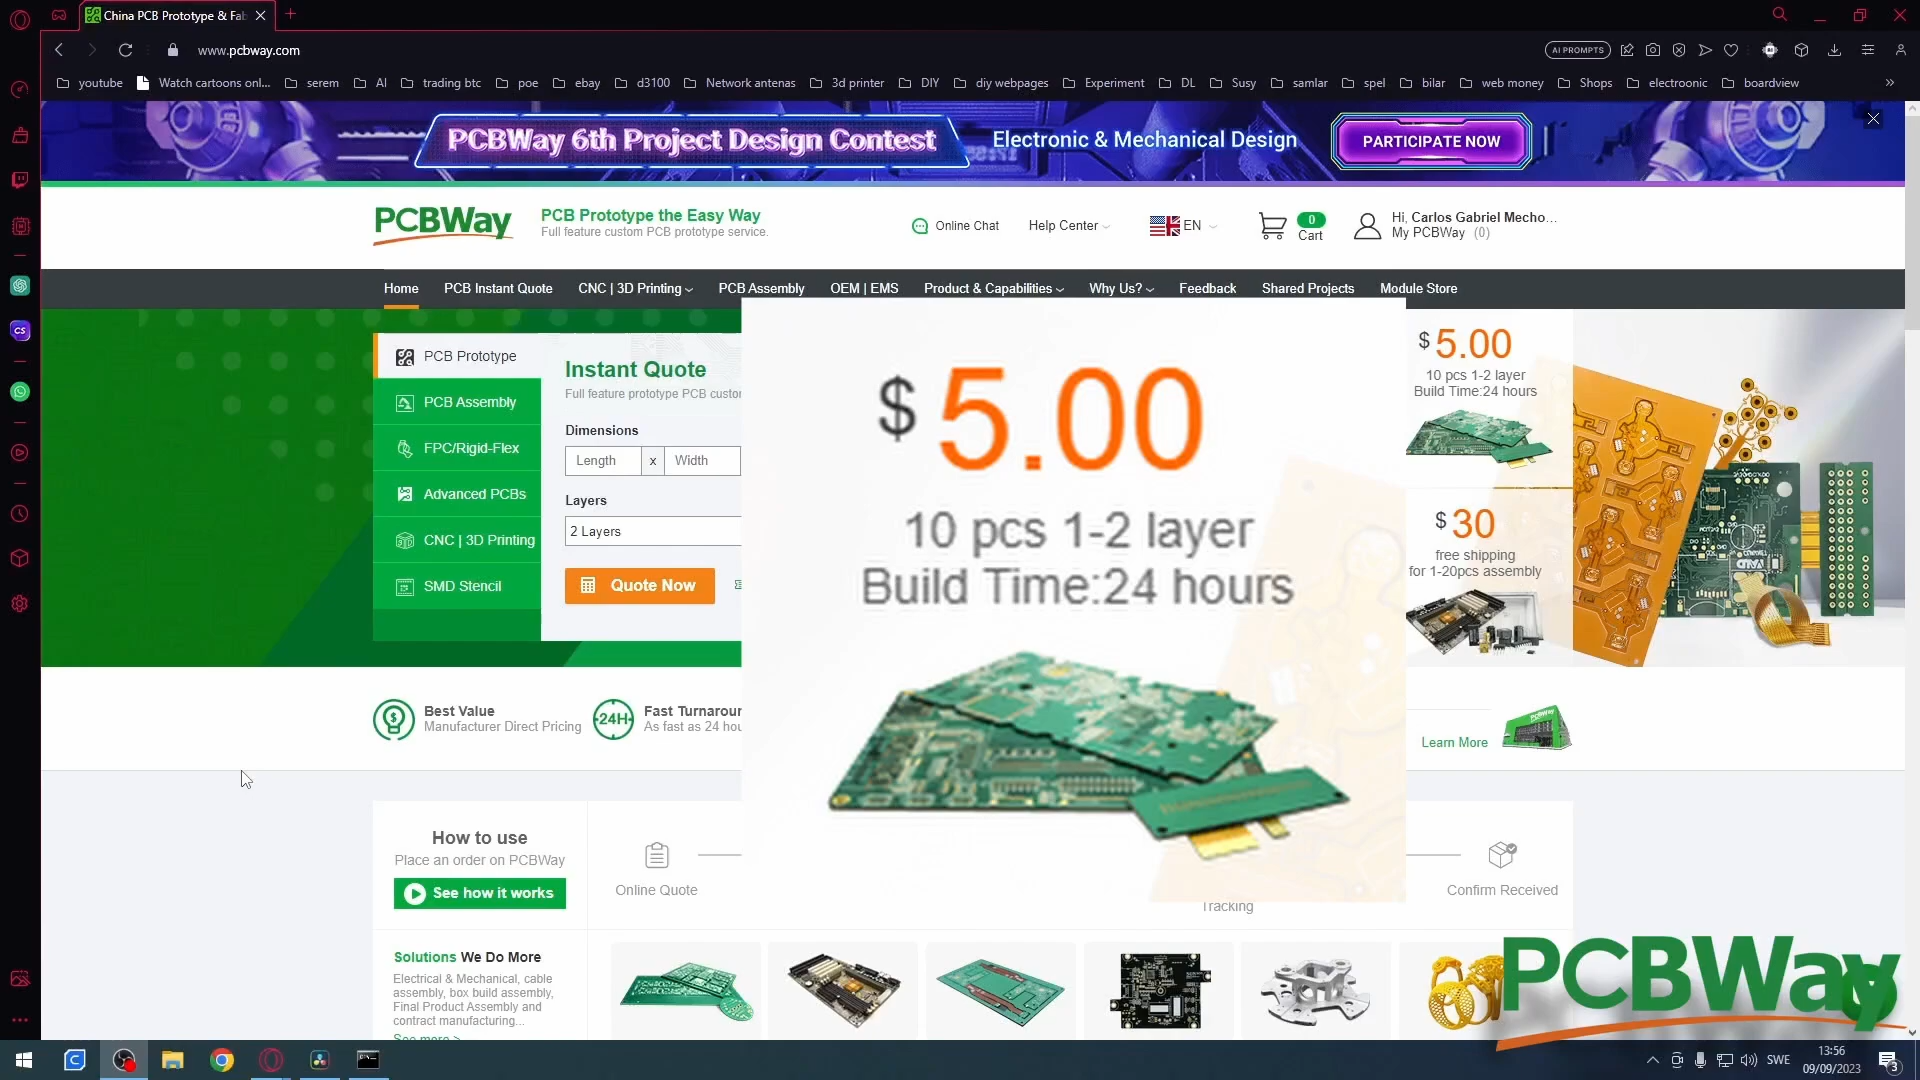 China PCB Prototype & Fab
www.pcbway.com
AI PROMPTS
youtube
Watch cartoons onl...
serem
AI
trading btc
poe
ebay
d3100
Network antenas
3d printer
DIY
diy webpages
Experiment
DL
Susy
samlar
spel
bilar
web money
Shops
electroonic
boardview
PCBWay 6th Project Design Contest
Electronic & Mechanical Design
PARTICIPATE NOW
PCBWay
PCB Prototype the Easy Way
Full feature custom PCB prototype service.
Online Chat
Help Center
EN
0
Cart
Hi, Carlos Gabriel Mecho...
My PCBWay (0)
Home
PCB Instant Quote
CNC | 3D Printing
PCB Assembly
OEM | EMS
Product & Capabilities
Why Us?
Feedback
Shared Projects
Module Store
PCB Prototype
PCB Assembly
FPC/Rigid-Flex
Advanced PCBs
CNC | 3D Printing
SMD Stencil
Instant Quote
Full feature prototype PCB custor
Dimensions
Length x Width
Layers
2 Layers
Quote Now
$ 5.00
10 pcs 1-2 layer
Build Time:24 hours
$ 5.00
10 pcs 1-2 layer
Build Time:24 hours
$ 30
free shipping
for 1-20pcs assembly
Best Value
Manufacturer Direct Pricing
24H
Fast Turnarour
As fast as 24 hou
Learn More
How to use
Place an order on PCBWay
See how it works
Online Quote
Tracking
Confirm Received
Solutions We Do More
Electrical & Mechanical, cable
assembly, box build assembly,
Final Product Assembly and
contract manufacturing...
See more >
PCBWay
CS
SWE
13:56
09/09/2023
3